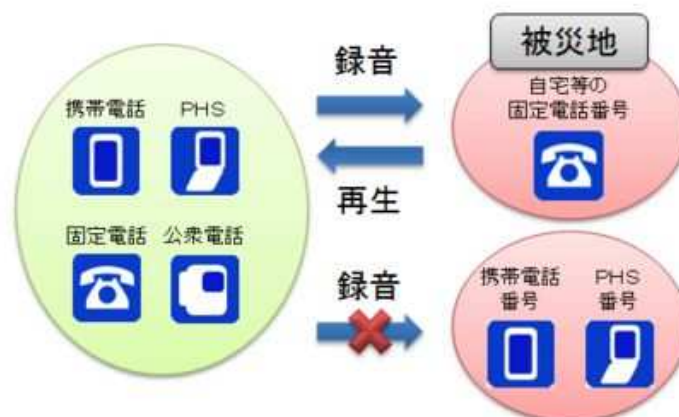 被災地
録音
自宅等の
固定電話番号
携帯電話 PHS
再生
固定電話 公衆電話
録音
携帯電話 PHS
番号 番号